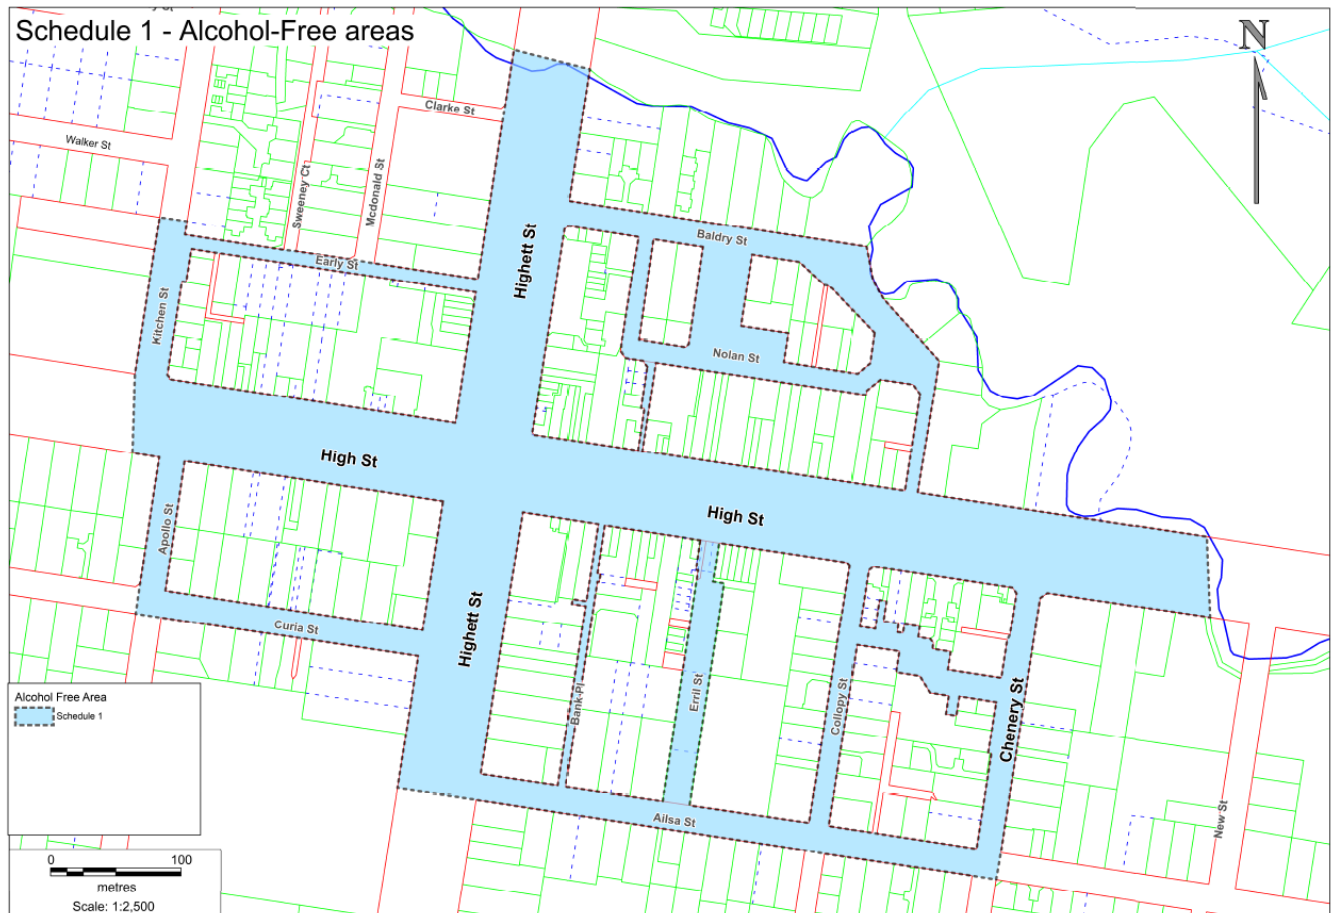 Schedule 1 - Alcohol-Free areas
N
Clarke St
Walker St
Sweeney Ct
Mcdonald St
Highett St
Baldry St
Early St
Kitchen St
Nolan St
High St
High St
Apollo St
Highett St
Curia St
Bank Pl
Erril St
Collopy St
Chenery St
Ailsa St
New St
Alcohol Free Area
Schedule 1
0 100
metres
Scale: 1:2,500